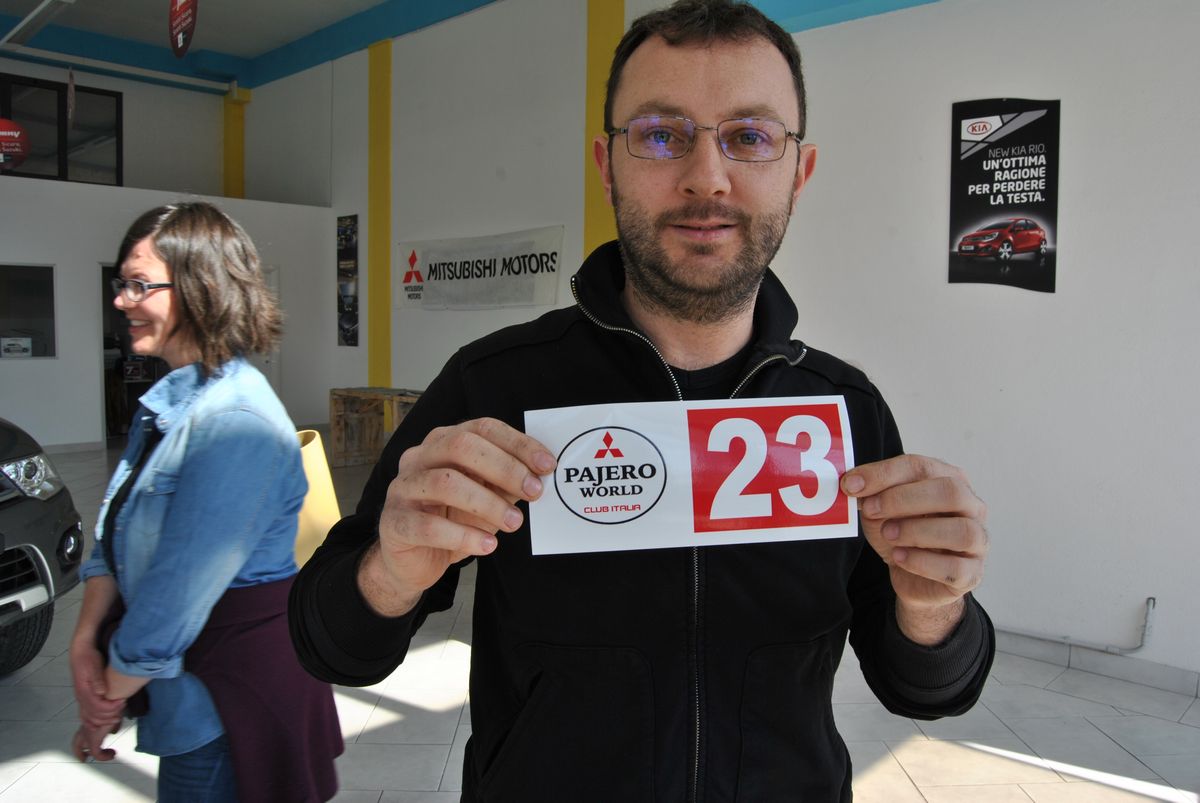 MITSUBISHI
MOTORS
MITSUBISHI MOTORS
KIA
NEW KIA RIO.
UN'OTTIMA
RAGIONE
PER PERDERE
LA TESTA.
PAJERO
WORLD
CLUB ITALIA
23